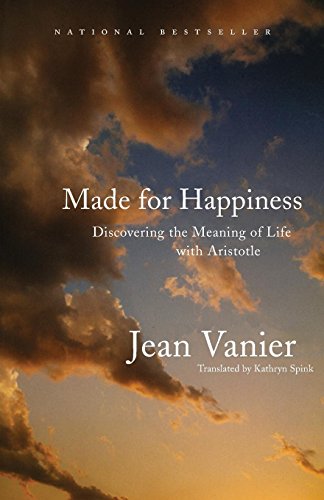 NATIONAL BESTSELLER
Made for Happiness
Discovering the Meaning of Life
with Aristotle
Jean Vanier
Translated by Kathryn Spink